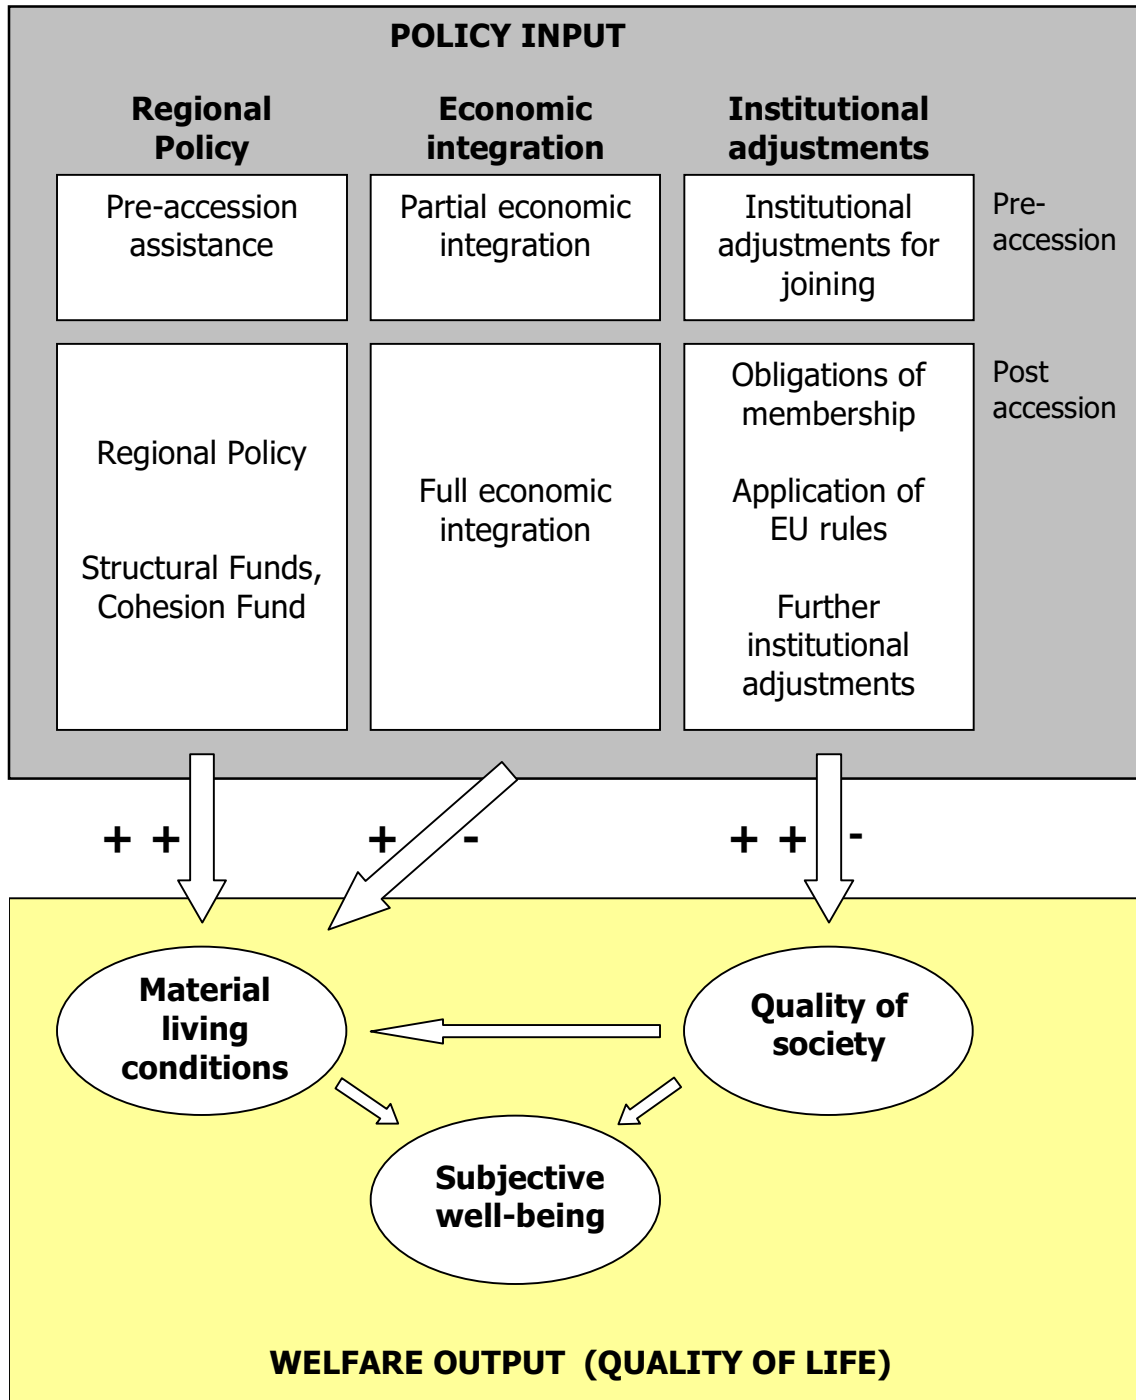 POLICY INPUT
Regional
Policy
Economic
integration
Institutional
adjustments
Pre-accession
assistance
Partial economic
integration
Institutional
adjustments for
joining
Pre-
accession
Regional Policy
Structural Funds,
Cohesion Fund
Full economic
integration
Obligations of
membership
Application of
EU rules
Further
institutional
adjustments
Post
accession
+ +
+ -
+ + -
Material
living
conditions
Quality of
society
Subjective
well-being
WELFARE OUTPUT (QUALITY OF LIFE)